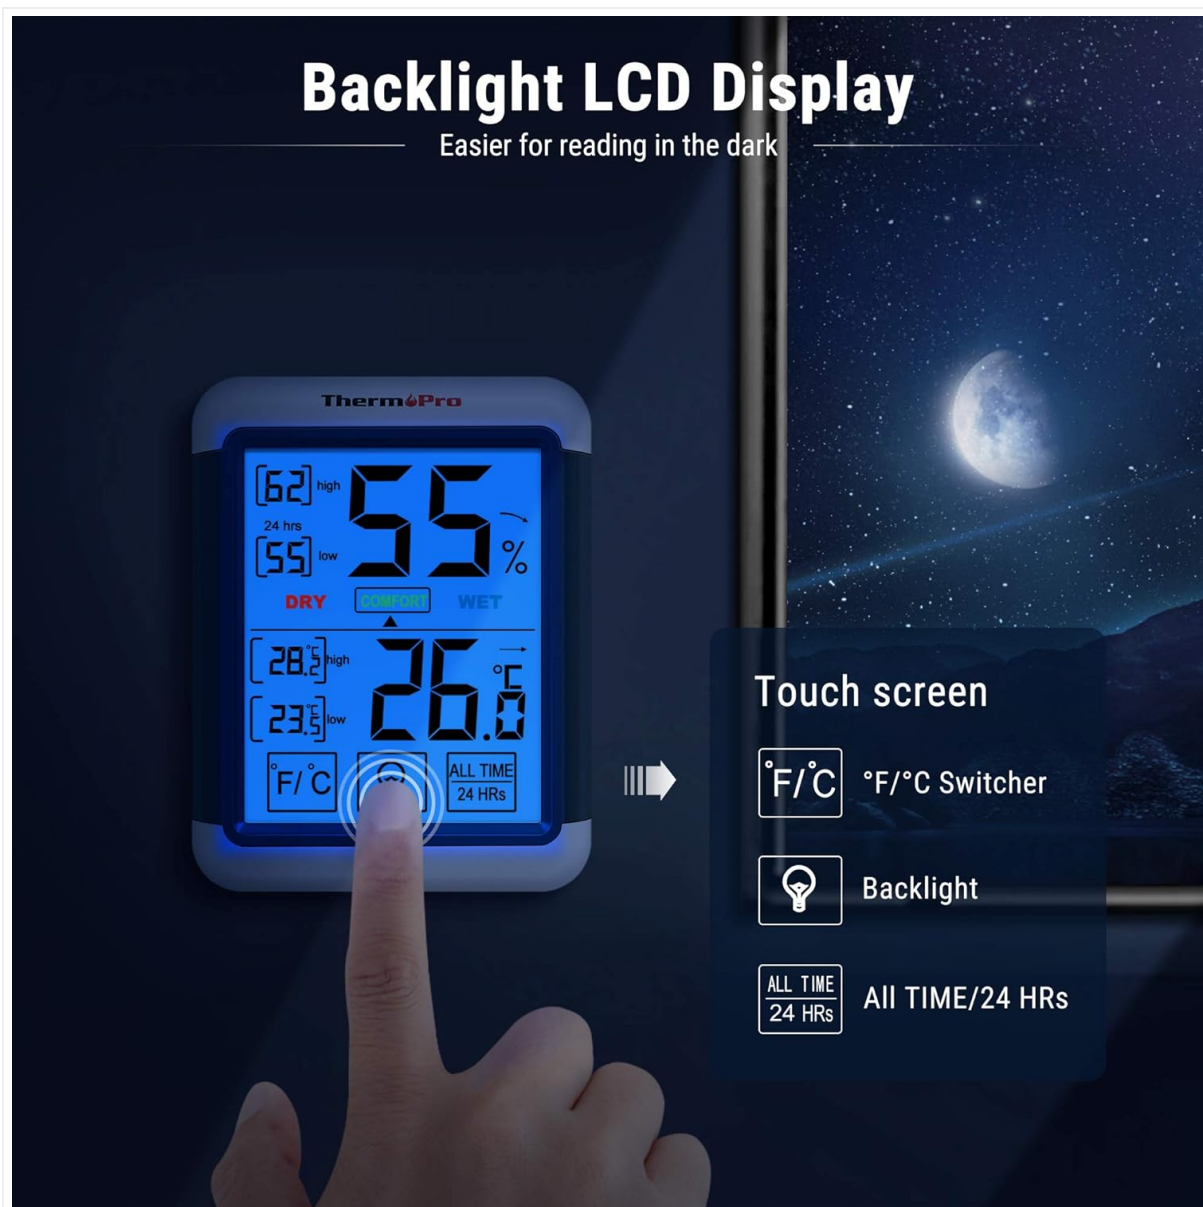 Backlight LCD Display
Easier for reading in the dark
ThermoPro
62 high
24 hrs
55 low
55 %
DRY COMFORT WET
28.2 °C high
23.5 °C low
26.0 °C
°F/°C
ALL TIME
24 HRs
Touch screen
°F/°C °F/°C Switcher
Backlight
ALL TIME
24 HRs
All TIME/24 HRs